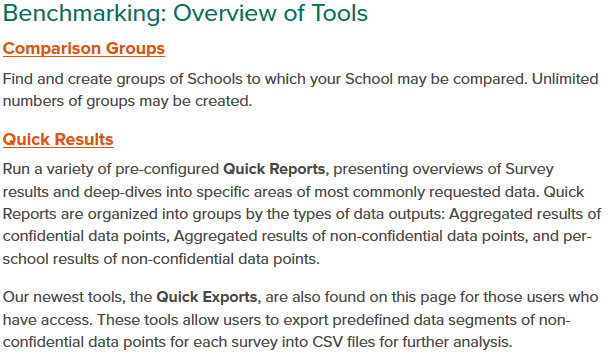 Benchmarking: Overview of Tools
Comparison Groups
Find and create groups of Schools to which your School may be compared. Unlimited
numbers of groups may be created.
Quick Results
Run a variety of pre-configured Quick Reports, presenting overviews of Survey
results and deep-dives into specific areas of most commonly requested data. Quick
Reports are organized into groups by the types of data outputs: Aggregated results of
confidential data points, Aggregated results of non-confidential data points, and per-
school results of non-confidential data points.
Our newest tools, the Quick Exports, are also found on this page for those users who
have access. These tools allow users to export predefined data segments of non-
confidential data points for each survey into CSV files for further analysis.